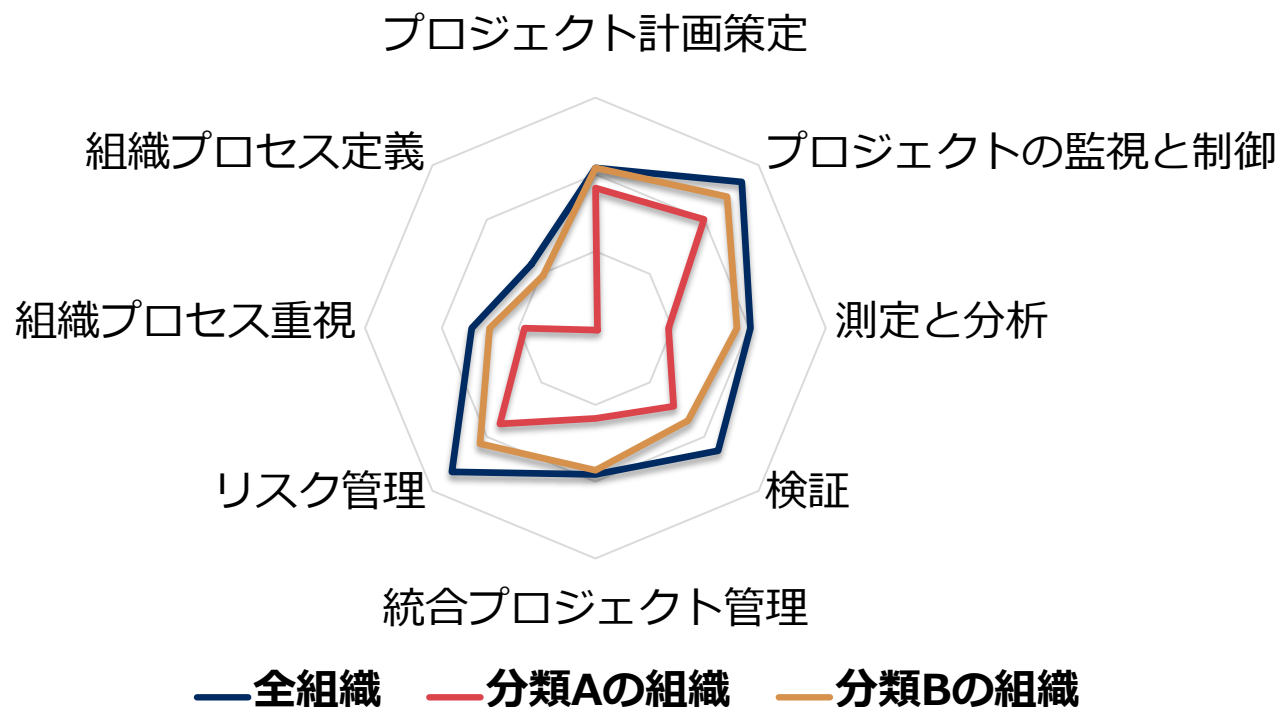 プロジェクト計画策定
組織プロセス定義
プロジェクトの監視と制御
組織プロセス重視
測定と分析
リスク管理
検証
統合プロジェクト管理
全組織 分類Aの組織 分類Bの組織